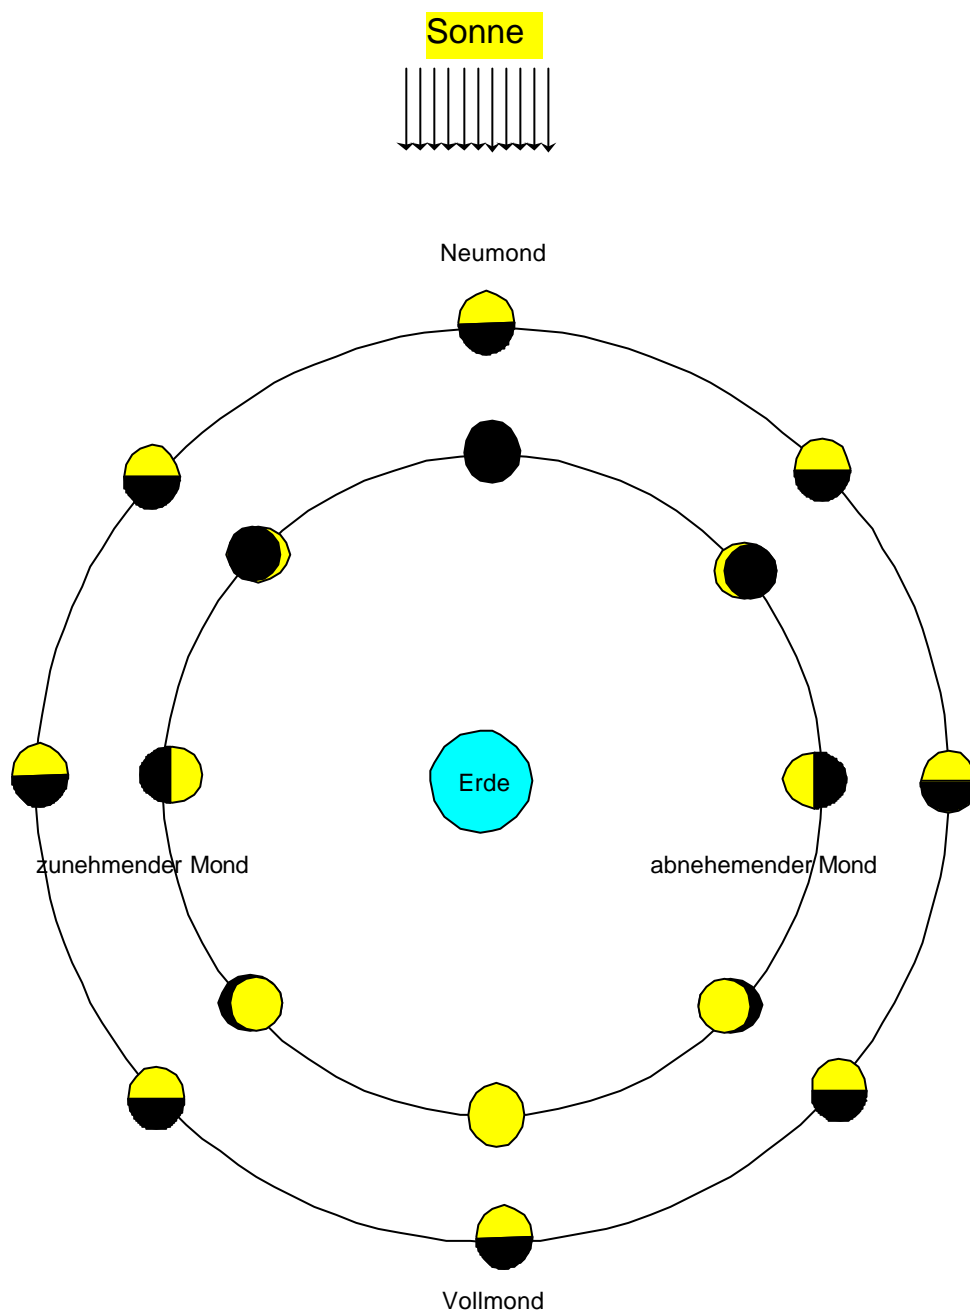 Sonne
Neumond
Erde
zunehmender Mond
abnehemender Mond
Vollmond